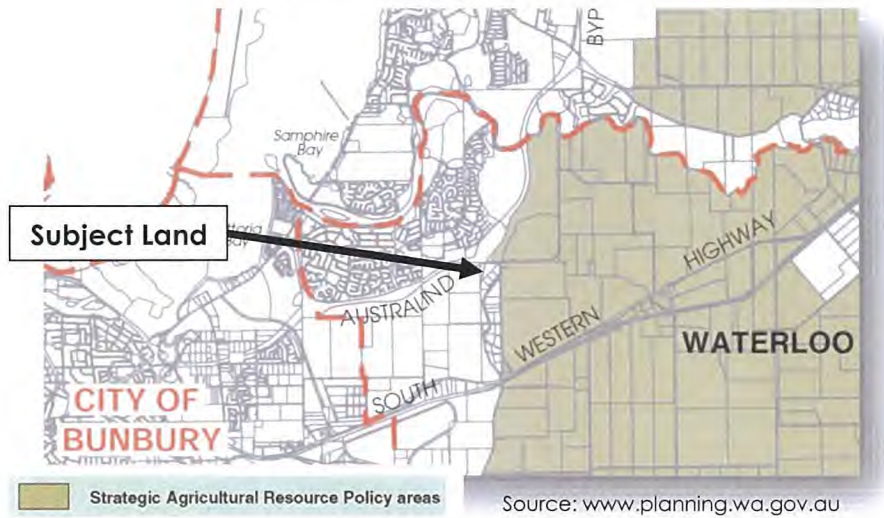 BYP
Samphire
Bay
Subject Land
Bay
AUSTRALIND
HIGHWAY
WESTERN
WATERLOO
SOUTH
CITY OF
BUNBURY
Strategic Agricultural Resource Policy areas
Source: www.planning.wa.gov.au